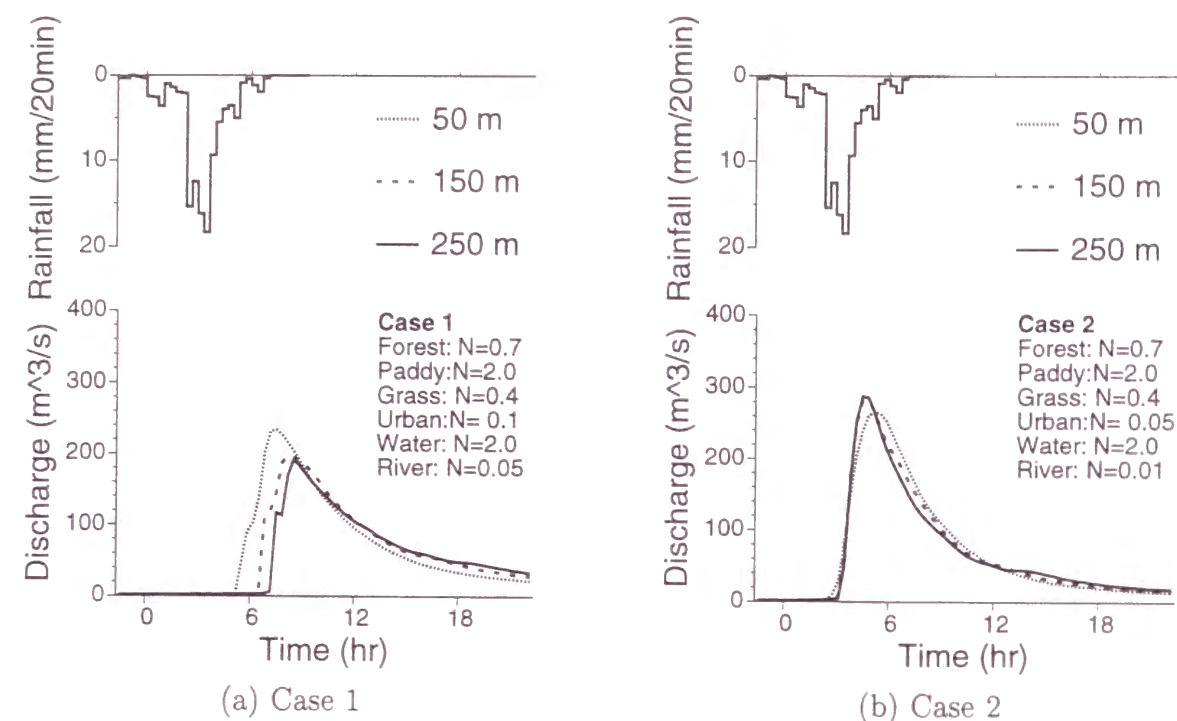 Rainfall (mm/20min)
0
10
20
50 m
150 m
250 m
Discharge (m^3/s)
400
300
200
100
0
Case 1
Forest: N=0.7
Paddy:N=2.0
Grass: N=0.4
Urban:N= 0.1
Water: N=2.0
River: N=0.05
0 6 12 18
Time (hr)
(a) Case 1
Rainfall (mm/20min)
0
10
20
50 m
150 m
250 m
Discharge (m^3/s)
400
300
200
100
0
Case 2
Forest: N=0.7
Paddy:N=2.0
Grass: N=0.4
Urban:N= 0.05
Water: N=2.0
River: N=0.01
0 6 12 18
Time (hr)
(b) Case 2